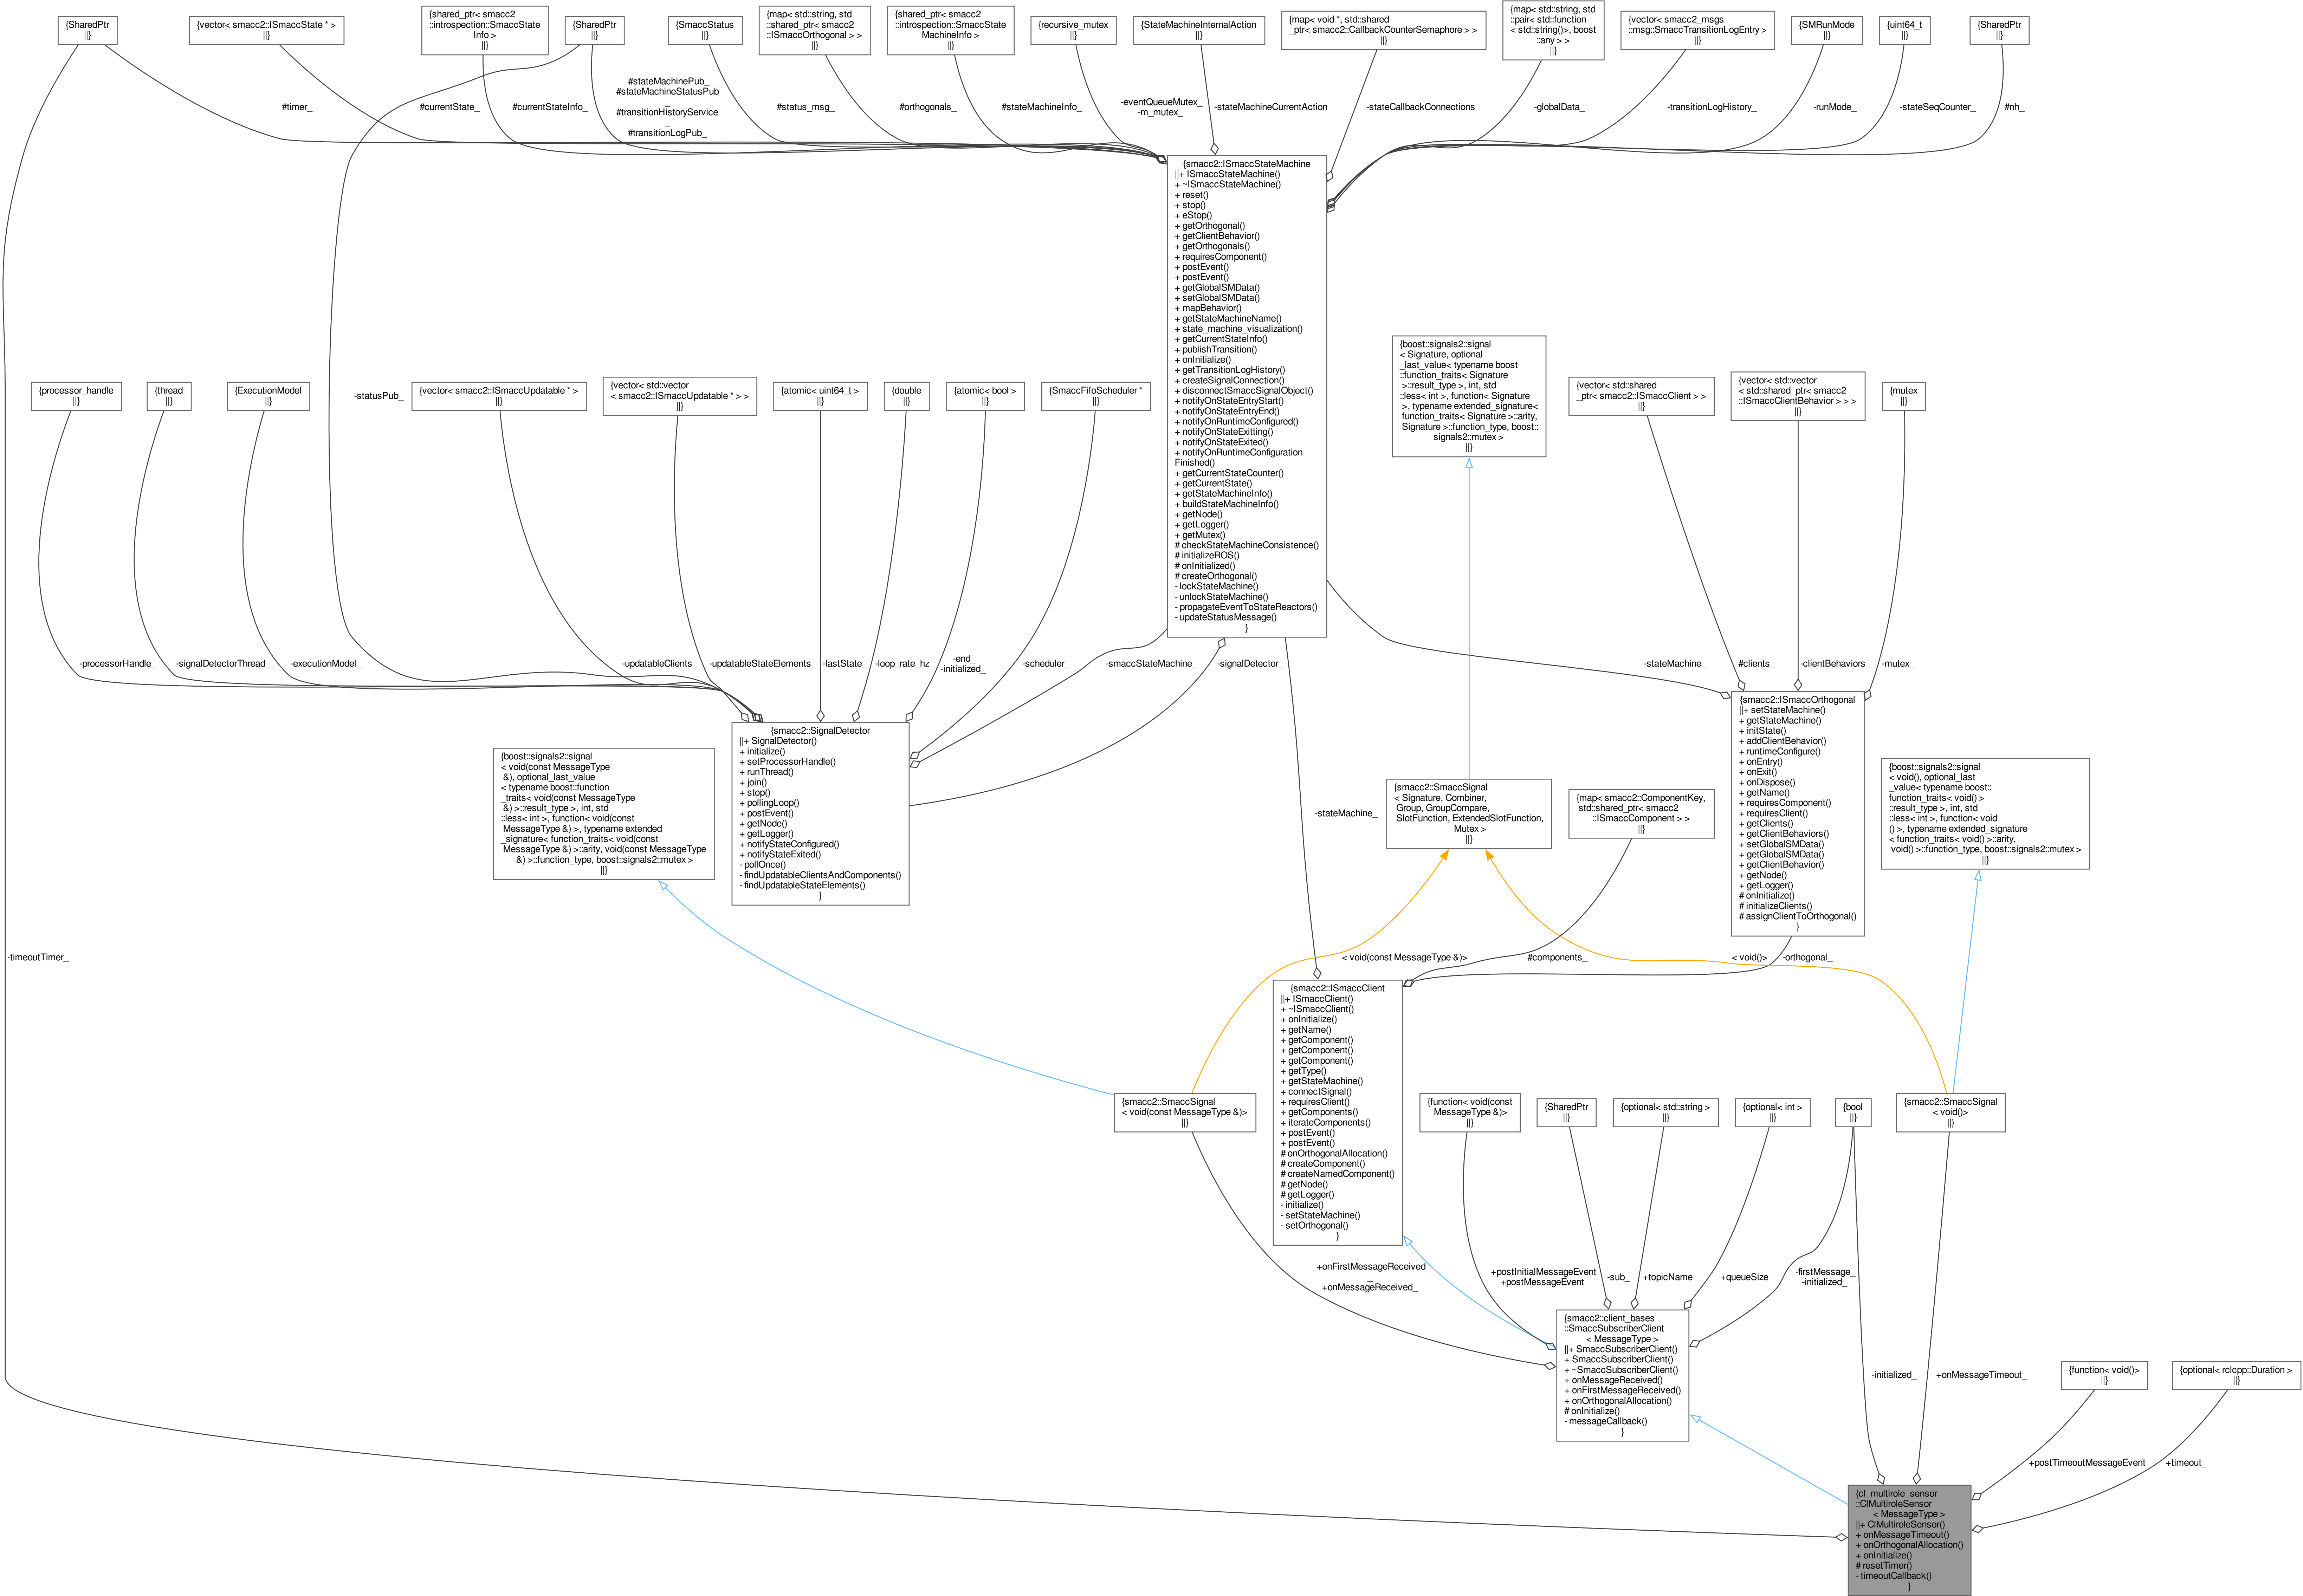 {SharedPtr
||}
{vector< smacc2::ISmaccState * >
||}
{shared_ptr< smacc2
::introspection::SmaccState
Info >
||}
{SharedPtr
||}
{SmaccStatus
||}
{map< std::string, std
::shared_ptr< smacc2
::ISmaccOrthogonal > >
||}
{shared_ptr< smacc2
::introspection::SmaccState
MachineInfo >
||}
{recursive_mutex
||}
{StateMachineInternalAction
||}
{map< void *, std::shared
_ptr< smacc2::CallbackCounterSemaphore > >
||}
{map< std::string, std
::pair< std::function
< std::string()>, boost
::any > >
||}
{vector< smacc2_msgs
::msg::SmaccTransitionLogEntry >
||}
{SMRunMode
||}
{uint64_t
||}
{SharedPtr
||}
#timer_
#currentState_
#currentStateInfo_
#stateMachinePub_
#stateMachineStatusPub
_
#transitionHistoryService
_
#transitionLogPub_
#status_msg_
#orthogonals_
#stateMachineInfo_
-eventQueueMutex_
-m_mutex_
-stateMachineCurrentAction
-stateCallbackConnections
-globalData_
-transitionLogHistory_
-runMode_
-stateSeqCounter_
#nh_
{smacc2::ISmaccStateMachine
||+ ISmaccStateMachine()
+ ~ISmaccStateMachine()
+ reset()
+ stop()
+ eStop()
+ getOrthogonal()
+ getClientBehavior()
+ getOrthogonals()
+ requiresComponent()
+ postEvent()
+ postEvent()
+ getGlobalSMData()
+ setGlobalSMData()
+ mapBehavior()
+ getStateMachineName()
+ state_machine_visualization()
+ getCurrentStateInfo()
+ publishTransition()
+ onInitialize()
+ getTransitionLogHistory()
+ createSignalConnection()
+ disconnectSmaccSignalObject()
+ notifyOnStateEntryStart()
+ notifyOnStateEntryEnd()
+ notifyOnRuntimeConfigured()
+ notifyOnStateExitting()
+ notifyOnStateExited()
+ notifyOnRuntimeConfiguration
Finished()
+ getCurrentStateCounter()
+ getCurrentState()
+ getStateMachineInfo()
+ buildStateMachineInfo()
+ getNode()
+ getLogger()
+ getMutex()
# checkStateMachineConsistence()
# initializeROS()
# onInitialized()
# createOrthogonal()
- lockStateMachine()
- unlockStateMachine()
- propagateEventToStateReactors()
- updateStatusMessage()
}
{boost::signals2::signal
< Signature, optional
_last_value< typename boost
::function_traits< Signature
>::result_type >, int, std
::less< int >, function< Signature
>, typename extended_signature<
function_traits< Signature >::arity,
Signature >::function_type, boost::
signals2::mutex >
||}
{processor_handle
||}
{thread
||}
{ExecutionModel
||}
-statusPub_
{vector< smacc2::ISmaccUpdatable * >
||}
{vector< std::vector
< smacc2::ISmaccUpdatable * > >
||}
{atomic< uint64_t >
||}
{double
||}
{atomic< bool >
||}
{SmaccFifoScheduler *
||}
{vector< std::shared
_ptr< smacc2::ISmaccClient > >
||}
{vector< std::vector
< std::shared_ptr< smacc2
::ISmaccClientBehavior > > >
||}
{mutex
||}
-processorHandle_
-signalDetectorThread_
-executionModel_
-updatableClients_
-updatableStateElements_
-lastState_
-loop_rate_hz
-end_
-initialized_
-scheduler_
-smaccStateMachine_
-signalDetector_
-stateMachine_
#clients_
-clientBehaviors_
-mutex_
{smacc2::SignalDetector
||+ SignalDetector()
+ initialize()
+ setProcessorHandle()
+ runThread()
+ join()
+ stop()
+ pollingLoop()
+ postEvent()
+ getNode()
+ getLogger()
+ notifyStateConfigured()
+ notifyStateExited()
- pollOnce()
- findUpdatableClientsAndComponents()
- findUpdatableStateElements()
}
{smacc2::ISmaccOrthogonal
||+ setStateMachine()
+ getStateMachine()
+ initState()
+ addClientBehavior()
+ runtimeConfigure()
+ onEntry()
+ onExit()
+ onDispose()
+ getName()
+ requiresComponent()
+ requiresClient()
+ getClients()
+ getClientBehaviors()
+ setGlobalSMData()
+ getGlobalSMData()
+ getClientBehavior()
+ getNode()
+ getLogger()
# onInitialize()
# initializeClients()
# assignClientToOrthogonal()
}
{boost::signals2::signal
< void(const MessageType
&), optional_last_value
< typename boost::function
_traits< void(const MessageType
&) >::result_type >, int, std
::less< int >, function< void(const
MessageType &) >, typename extended
_signature< function_traits< void(const
MessageType &) >::arity, void(const MessageType
&) >::function_type, boost::signals2::mutex >
||}
{smacc2::SmaccSignal
< Signature, Combiner,
Group, GroupCompare,
SlotFunction, ExtendedSlotFunction,
Mutex >
||}
{map< smacc2::ComponentKey,
std::shared_ptr< smacc2
::ISmaccComponent > >
||}
{boost::signals2::signal
< void(), optional_last
_value< typename boost::
function_traits< void() >
::result_type >, int, std
::less< int >, function< void
() >, typename extended_signature
< function_traits< void() >::arity,
void() >::function_type, boost::signals2::mutex >
||}
-stateMachine_
-timeoutTimer_
< void(const MessageType &)>
#components_
< void()>
-orthogonal_
{smacc2::ISmaccClient
||+ ISmaccClient()
+ ~ISmaccClient()
+ onInitialize()
+ getName()
+ getComponent()
+ getComponent()
+ getComponent()
+ getType()
+ getStateMachine()
+ connectSignal()
+ requiresClient()
+ getComponents()
+ iterateComponents()
+ postEvent()
+ postEvent()
# onOrthogonalAllocation()
# createComponent()
# createNamedComponent()
# getNode()
# getLogger()
- initialize()
- setStateMachine()
- setOrthogonal()
}
{smacc2::SmaccSignal
< void(const MessageType &)>
||}
{function< void(const
MessageType &)>
||}
{SharedPtr
||}
{optional< std::string >
||}
{optional< int >
||}
{bool
||}
{smacc2::SmaccSignal
< void()>
||}
+onFirstMessageReceived
_
+onMessageReceived_
+postInitialMessageEvent
+postMessageEvent
-sub_
+topicName
+queueSize
-firstMessage_
-initialized_
{smacc2::client_bases
::SmaccSubscriberClient
< MessageType >
||+ SmaccSubscriberClient()
+ SmaccSubscriberClient()
+ ~SmaccSubscriberClient()
+ onMessageReceived()
+ onFirstMessageReceived()
+ onOrthogonalAllocation()
# onInitialize()
- messageCallback()
}
-initialized_
+onMessageTimeout_
{function< void()>
||}
{optional< rclcpp::Duration >
||}
+postTimeoutMessageEvent
+timeout_
{cl_multirole_sensor
::ClMultiroleSensor
< MessageType >
||+ ClMultiroleSensor()
+ onMessageTimeout()
+ onOrthogonalAllocation()
+ onInitialize()
# resetTimer()
- timeoutCallback()
}